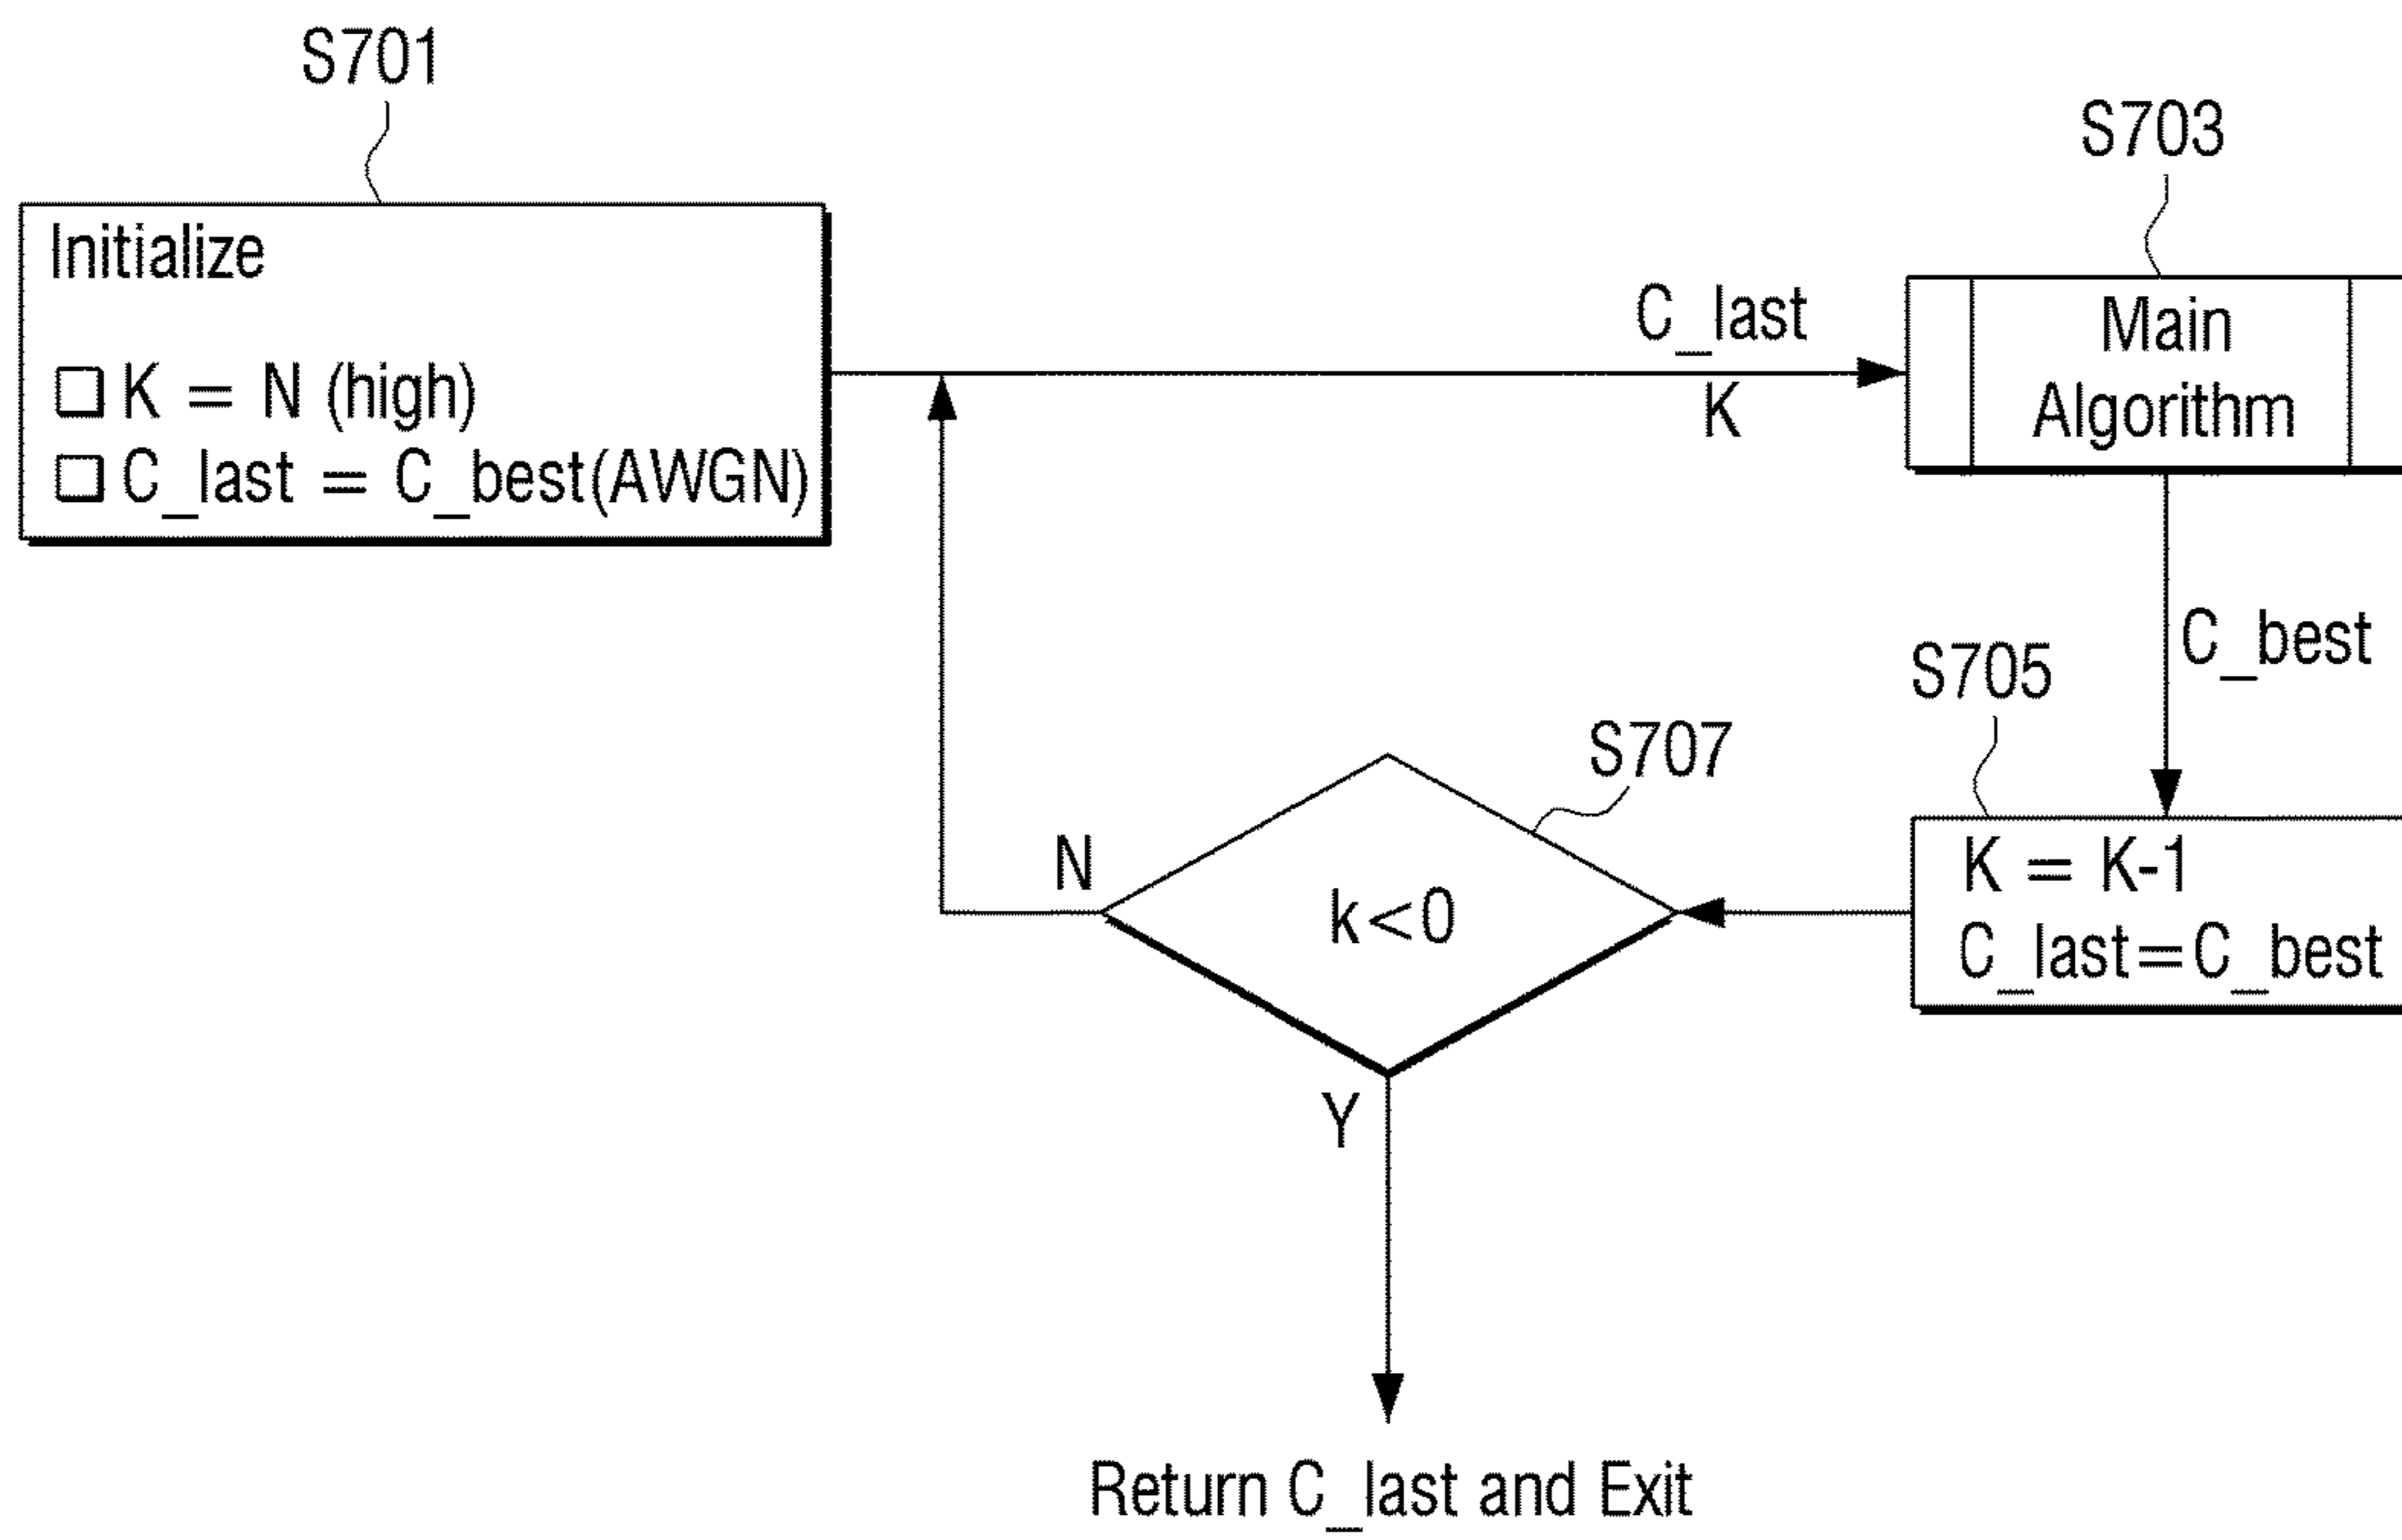 S701
Initialize
K = N (high)
C_last = C_best(AWGN)
S703
C_last
K
Main
Algorithm
C_best
S705
K = K-1
C_last=C_best
S707
k<0
N
Y
Return C_last and Exit